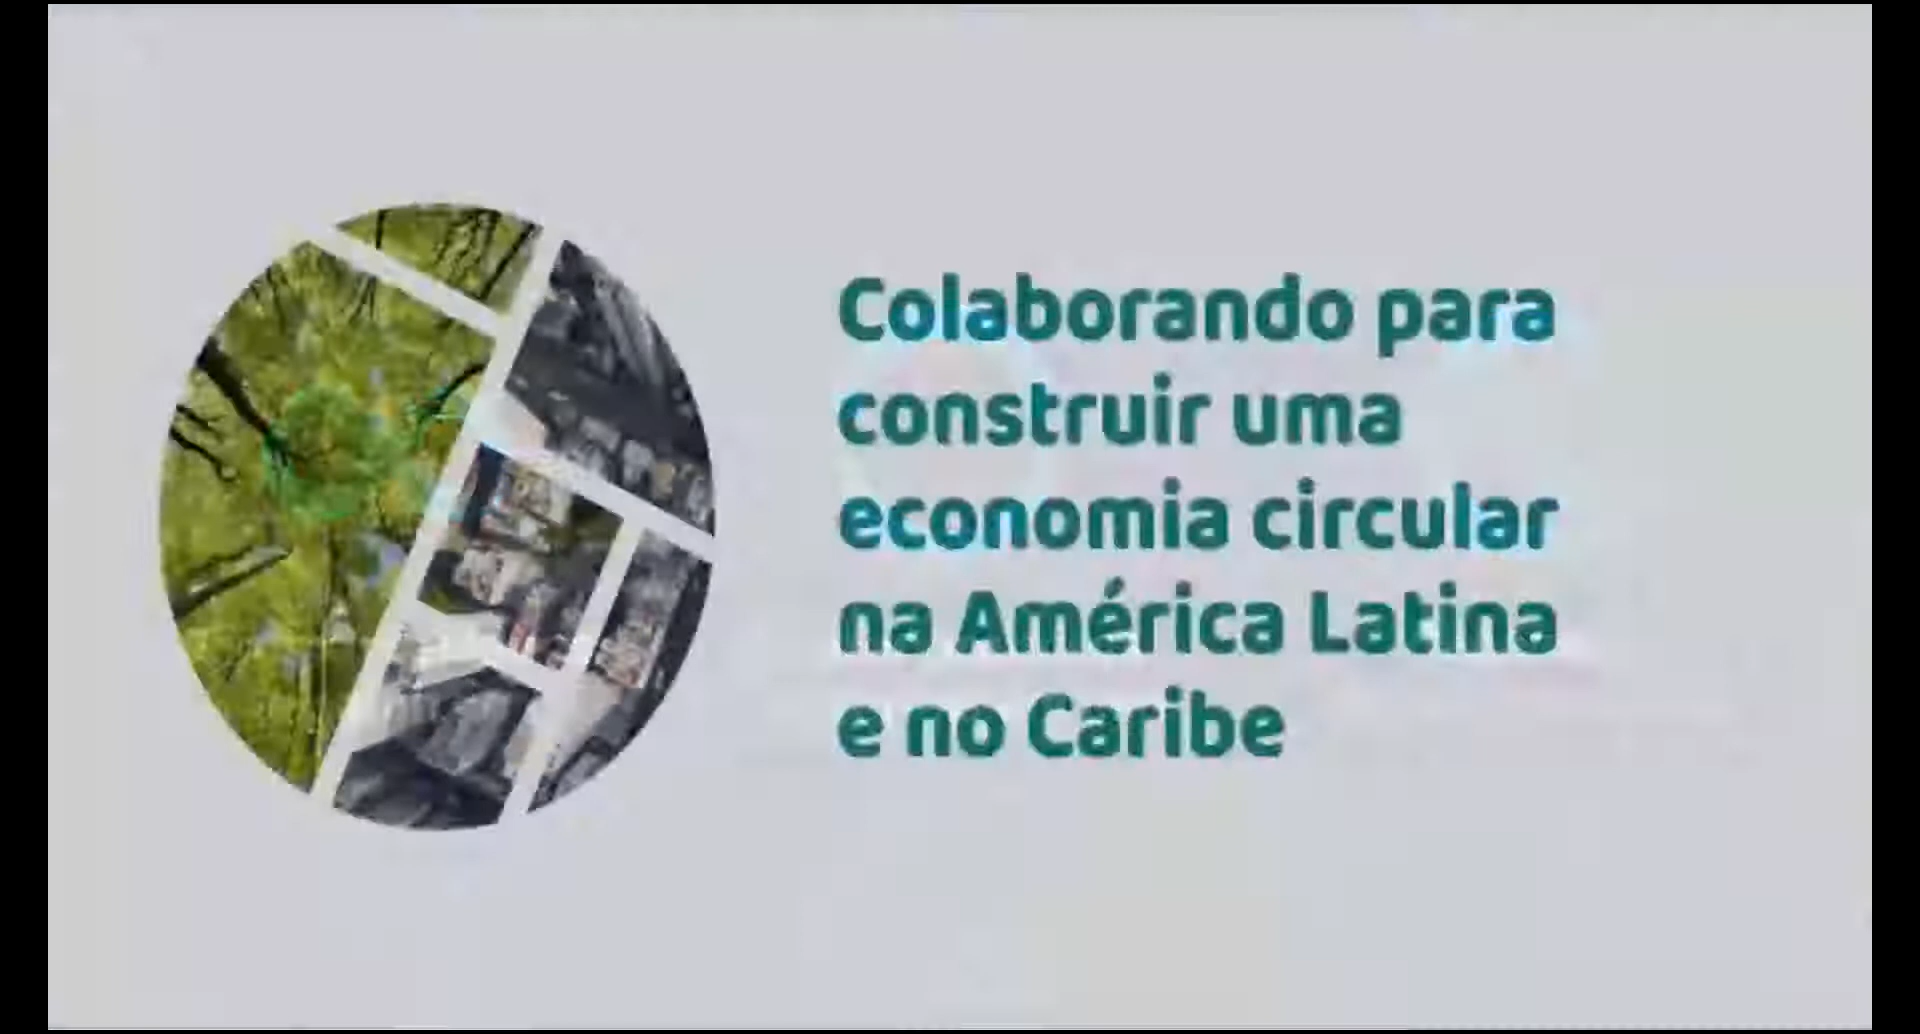 Colaborando para
construir uma
economia circular
na América Latina
e no Caribe